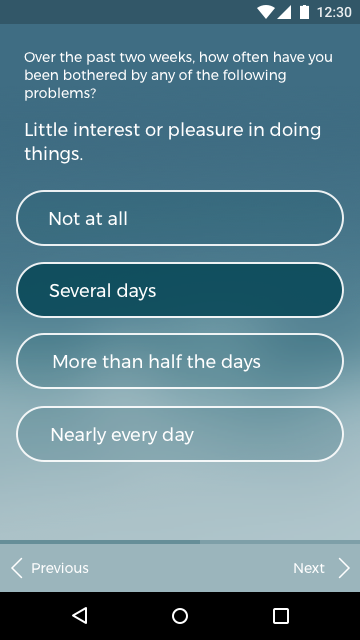 12:30
Over the past two weeks, how often have you
been bothered by any of the following
problems?
Little interest or pleasure in doing
things.
Not at all
Several days
More than half the days
Nearly every day
Previous
Next